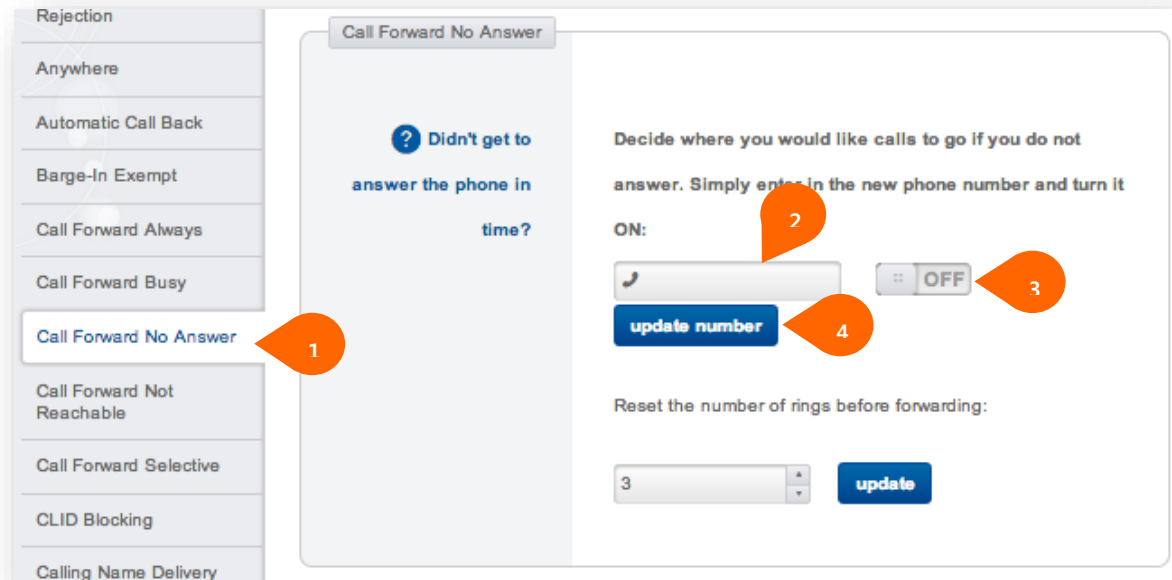 Rejection
Anywhere
Automatic Call Back
Barge-In Exempt
Call Forward Always
Call Forward Busy
Call Forward No Answer
1
Call Forward Not
Reachable
Call Forward Selective
CLID Blocking
Calling Name Delivery
Call Forward No Answer
? Didn't get to
answer the phone in
time?
Decide where you would like calls to go if you do not
answer. Simply enter in the new phone number and turn it
ON:
2
OFF
3
update number
4
Reset the number of rings before forwarding:
3
update